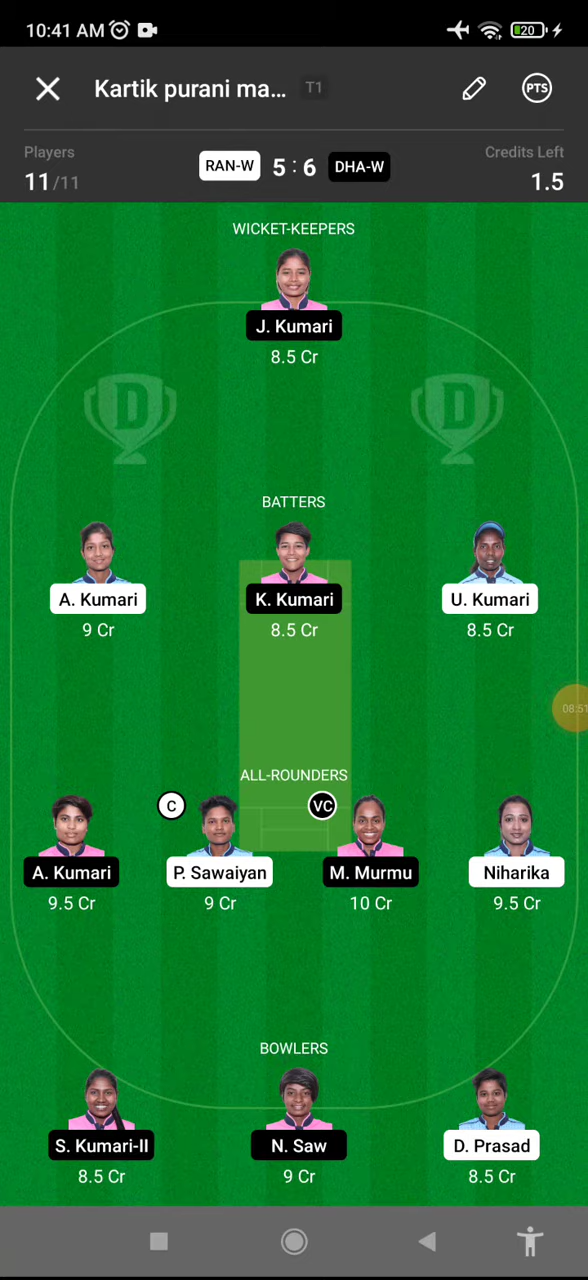 10:41 AM
20
Kartik purani ma... T1
PTS
Players
Credits Left
11/11
RAN-W 5 : 6 DHA-W
1.5
WICKET-KEEPERS
J. Kumari
8.5 Cr
D
D
BATTERS
A. Kumari
K. Kumari
U. Kumari
9 Cr
8.5 Cr
8.5 Cr
08:51
ALL-ROUNDERS
C
VC
A. Kumari
P. Sawaiyan
M. Murmu
Niharika
9.5 Cr
9 Cr
10 Cr
9.5 Cr
BOWLERS
S. Kumari-II
N. Saw
D. Prasad
8.5 Cr
9 Cr
8.5 Cr